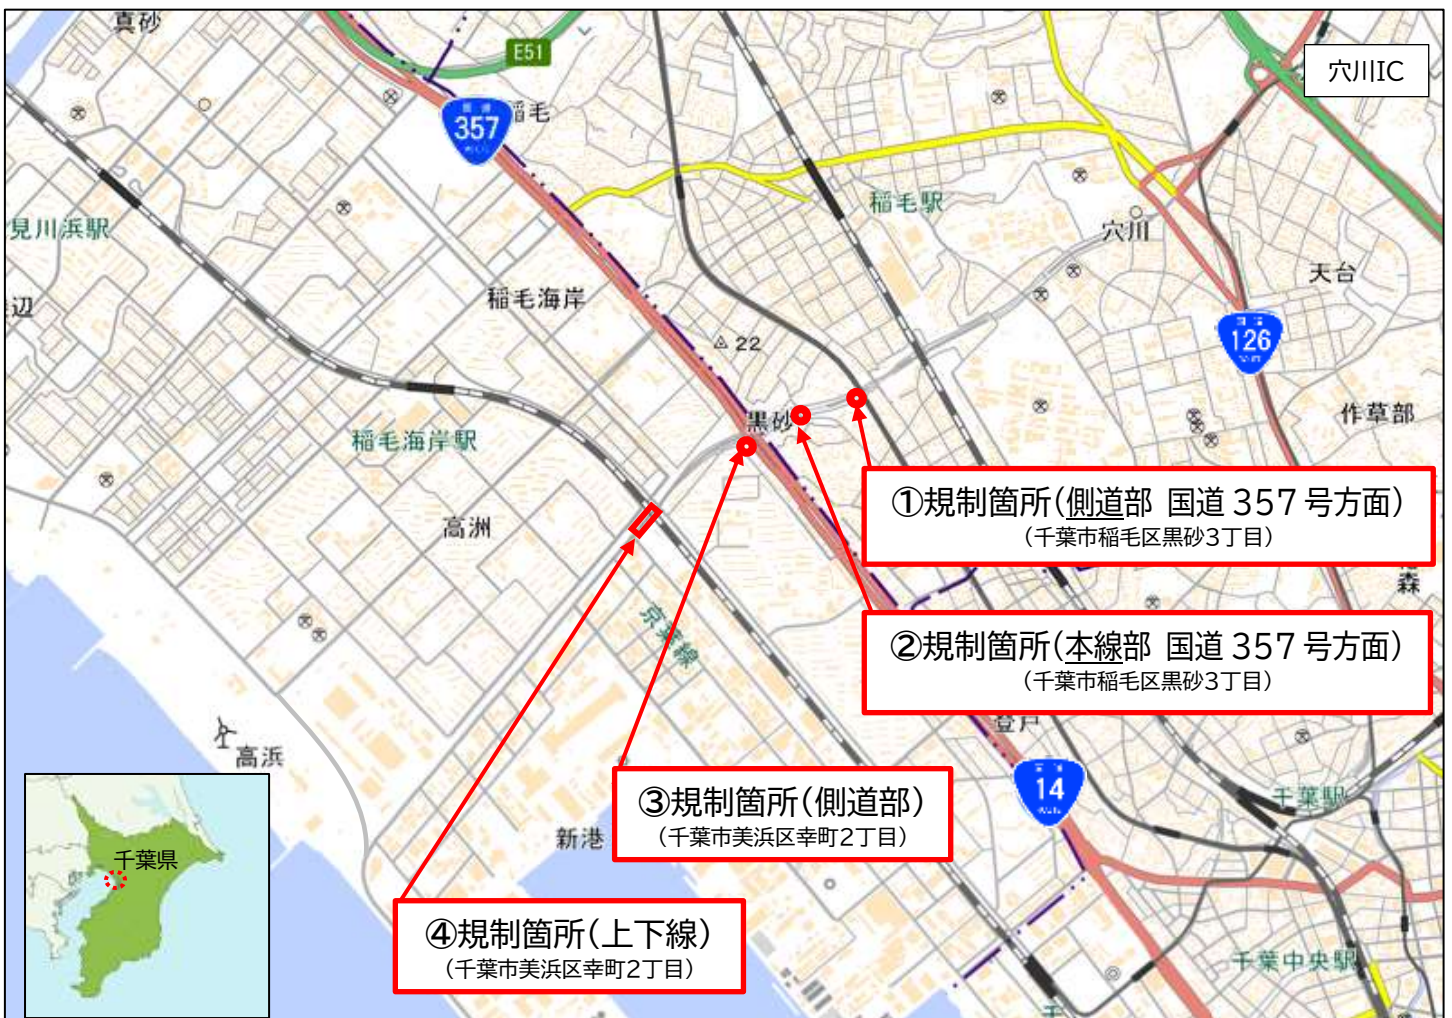 真砂
E51
穴川IC
357
稲毛
稲毛駅
穴川
見川浜駅
天台
稲毛海岸
辺
126
22
作草部
黒砂
稲毛海岸駅
①規制箇所(側道部 国道357号方面)
(千葉市稲毛区黒砂3丁目)
高洲
森
京葉線
②規制箇所(本線部 国道357号方面)
(千葉市稲毛区黒砂3丁目)
登戸
高浜
14
千葉駅
③規制箇所(側道部)
(千葉市美浜区幸町2丁目)
新港
千葉県
④規制箇所(上下線)
(千葉市美浜区幸町2丁目)
千葉中央駅
千